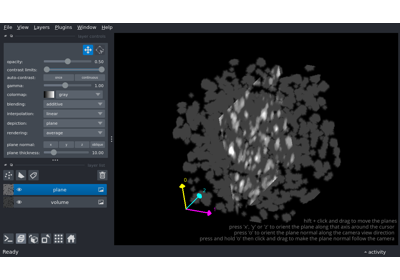 File View Layers Plugins Window Help
layer controls
opacity: 0.50
contrast limits:
auto-contrast: once continuous
gamma: 1.00
colormap: gray
blending: additive
interpolation: linear
depiction: plane
rendering: average
plane normal: x y z oblique
plane thickness: 10.00
layer list
plane
volume
0
shift + click and drag to move the planes
press 'x', 'y' or 'z' to orient the plane along that axis around the cursor
press 'o' to orient the plane normal along the camera view direction
press and hold 'o' then click and drag to make the plane normal follow the camera
Ready
activity